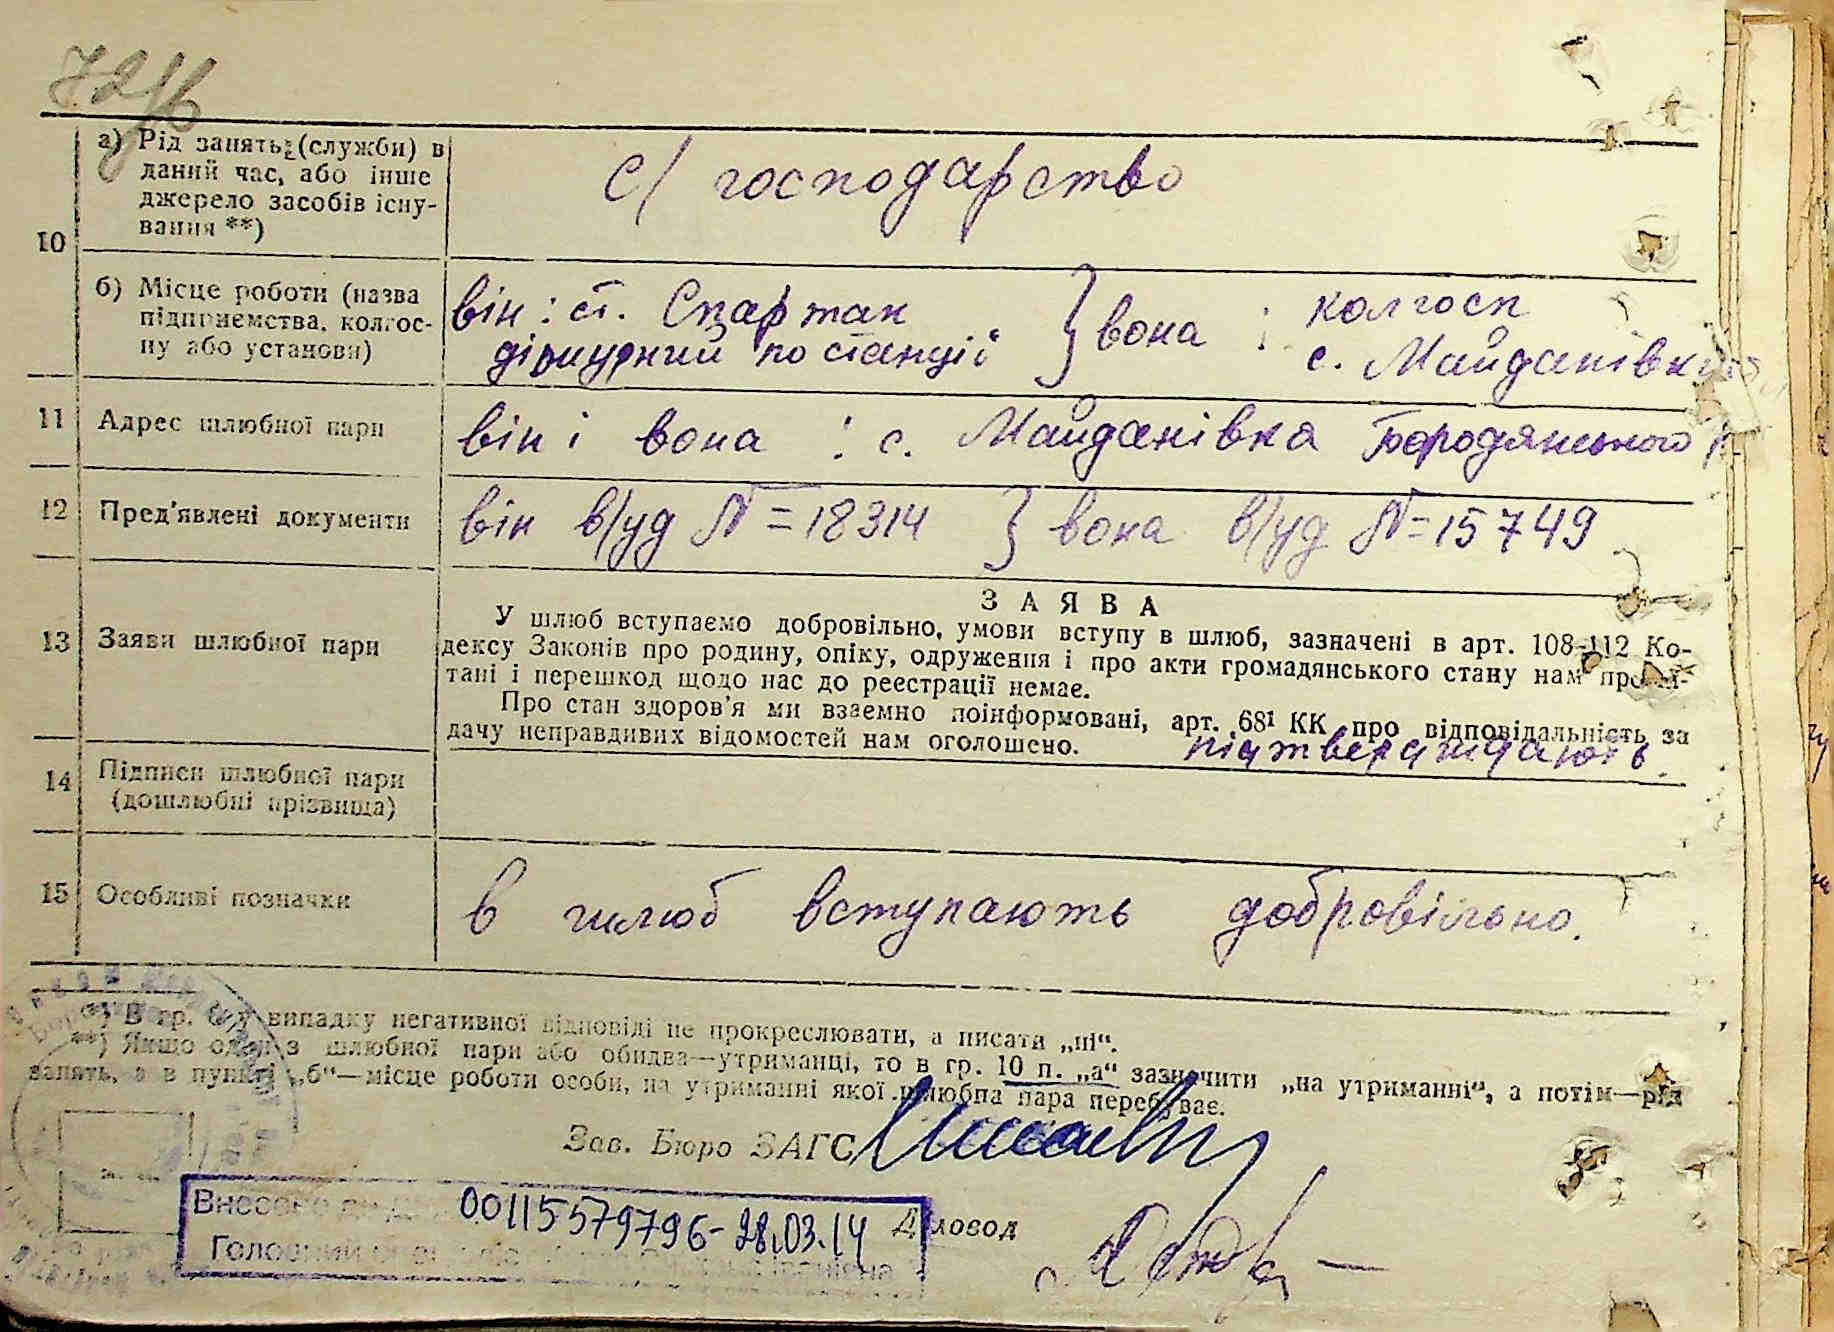 а) Рід занять (служби) в
даний час, або інше
джерело засобів існу-
вання **)
с/ господарство
10
б) Місце роботи (назва
підприємства, колгос-
пу або установи)
він: ст. Спартак
діжурний по станції
} вона : колгосп
с. Майданівка
11 Адрес шлюбної пари
він і вона : с. Майданівка Бородянського р
12 Пред'явлені документи
він в/уд № = 18314 } вона в/уд № = 15749
13 Заяви шлюбної пари
ЗАЯВА
У шлюб вступаємо добровільно, умови вступу в шлюб, зазначені в арт. 108-112 Ко-
дексу Законів про родину, опіку, одруження і про акти громадянського стану нам
тані і перешкод щодо нас до реєстрації немає.
Про стан здоров'я ми взаємно поінформовані, арт. 68¹ КК про відповідальність за
дачу неправдивих відомостей нам оголошено.
підтверджують.
14 Підписи шлюбної пари
(дошлюбні прізвища)
15 Особливі позначки
в шлюб вступають добровільно.
*) В гр. у випадку негативної відповіді не прокреслювати, а писати „ні“.
**) Якщо один з шлюбної пари або обидва—утриманці, то в гр. 10 п. „а“ зазначити „на утриманні“, а потім—рід
занять, а в пункті „б“—місце роботи особи, на утриманні якої шлюбна пара перебуває.
Зав. Бюро ЗАГС
Внесено до
00115579796-28.03.14
Діловод
Головний